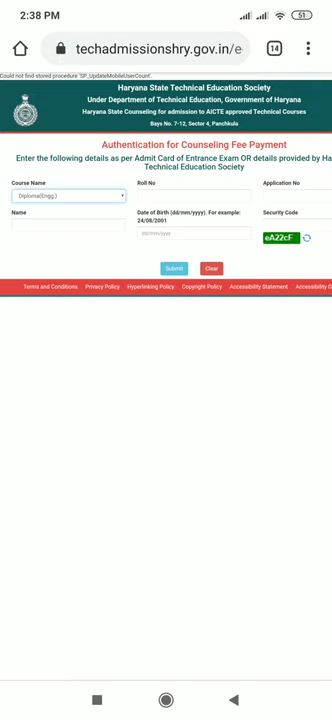 2:38 PM
51
techadmissionshry.gov.in/e
14
Could not find stored procedure 'SP_UpdateMobileUserCount'.
Haryana State Technical Education Society
Under Department of Technical Education, Government of Haryana
Haryana State Counseling for admission to AICTE approved Technical Courses
Bays No. 7-12, Sector 4, Panchkula
Authentication for Counseling Fee Payment
Enter the following details as per Admit Card of Entrance Exam OR details provided by Ha
Technical Education Society
Course Name
Roll No
Application No
Diploma(Engg.)
Name
Date of Birth (dd/mm/yyyy). For example:
24/08/2001
Security Code
dd/mm/yyyy
eA22cF
Submit
Clear
Terms and Conditions Privacy Policy Hyperlinking Policy Copyright Policy Accessibility Statement Accessibility O